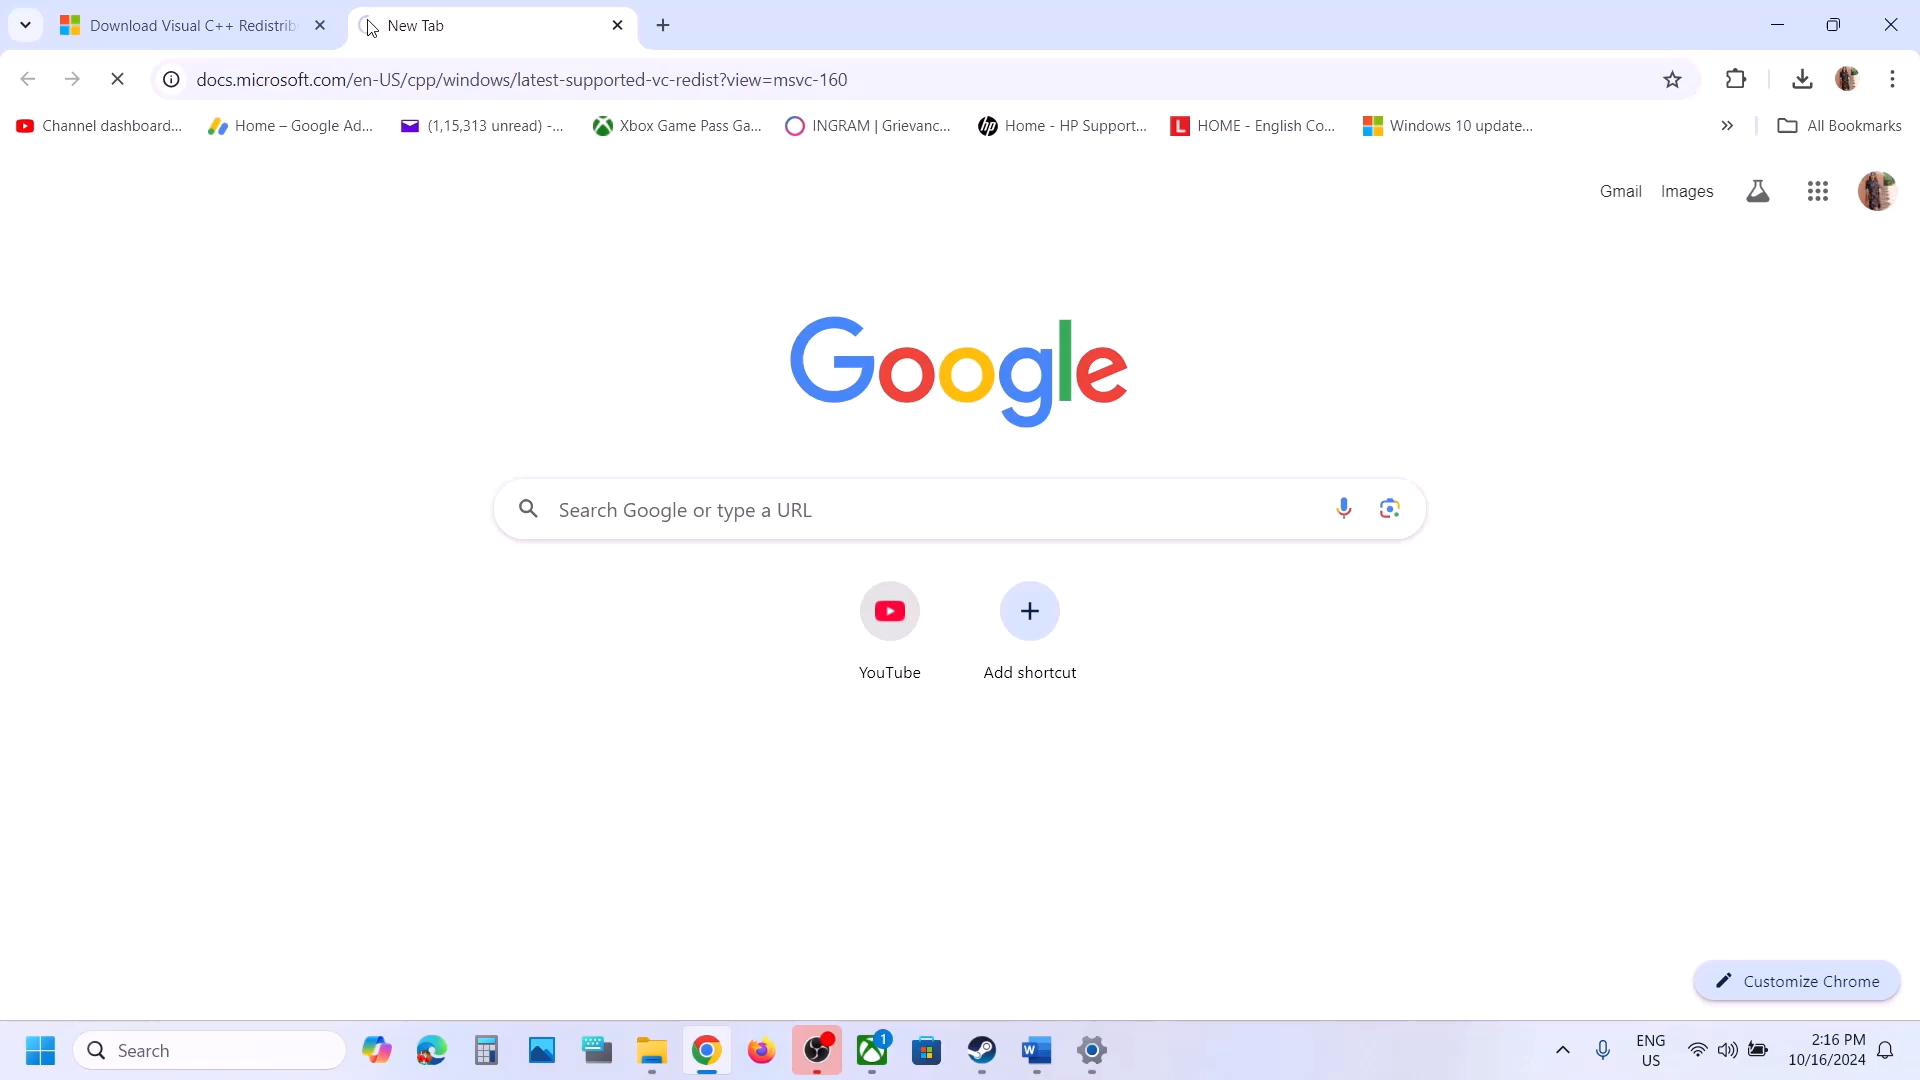 Download Visual C++ Redistrib
New Tab
docs.microsoft.com/en-US/cpp/windows/latest-supported-vc-redist?view=msvc-160
Channel dashboard...
Home – Google Ad...
(1,15,313 unread) -...
Xbox Game Pass Ga...
INGRAM | Grievanc...
hp
Home - HP Support...
L
HOME - English Co...
Windows 10 update...
All Bookmarks
Gmail
Images
Google
Search Google or type a URL
YouTube
Add shortcut
Customize Chrome
Search
1
W
ENG
US
2:16 PM
10/16/2024